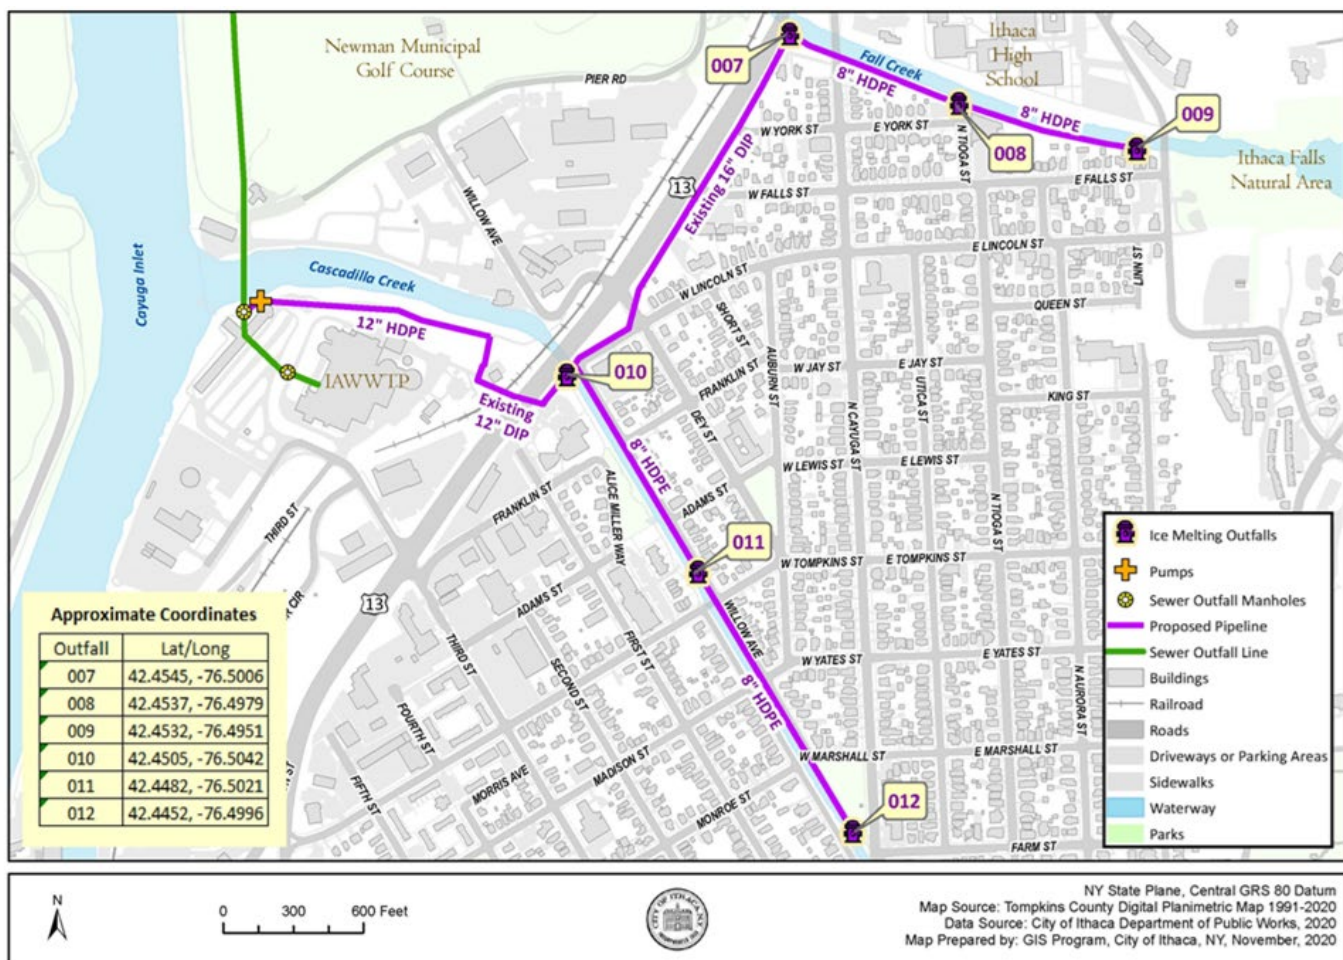 Newman Municipal
Golf Course
PIER RD
007
Fall Creek
8" HDPE
Ithaca
High
School
8" HDPE
009
008
Ithaca Falls
Natural Area
W YORK ST
E YORK ST
N TIOGA ST
E FALLS ST
W FALLS ST
13
Existing 16" DIP
WILLOW AVE
E LINCOLN ST
W LINCOLN ST
LINN ST
QUEEN ST
Cayuga Inlet
Cascadilla Creek
12" HDPE
IAWWTP
Existing
12" DIP
010
SHORT ST
FRANKLIN ST
AUBURN ST
W JAY ST
E JAY ST
UTICA ST
KING ST
DEY ST
N CAYUGA ST
8" HDPE
W LEWIS ST
E LEWIS ST
ADAMS ST
N TIOGA ST
FRANKLIN ST
ALICE MILLER WAY
THIRD ST
011
W TOMPKINS ST
E TOMPKINS ST
13
ADAMS ST
WILLOW AVE
THIRD ST
SECOND ST
FIRST ST
W YATES ST
E YATES ST
N AURORA ST
8" HDPE
FOURTH ST
FIFTH ST
MORRIS AVE
MADISON ST
MONROE ST
W MARSHALL ST
E MARSHALL ST
012
FARM ST
Approximate Coordinates
Outfall Lat/Long
007 42.4545, -76.5006
008 42.4537, -76.4979
009 42.4532, -76.4951
010 42.4505, -76.5042
011 42.4482, -76.5021
012 42.4452, -76.4996
Ice Melting Outfalls
Pumps
Sewer Outfall Manholes
Proposed Pipeline
Sewer Outfall Line
Buildings
Railroad
Roads
Driveways or Parking Areas
Sidewalks
Waterway
Parks
N
0 300 600 Feet
NY State Plane, Central GRS 80 Datum
Map Source: Tompkins County Digital Planimetric Map 1991-2020
Data Source: City of Ithaca Department of Public Works, 2020
Map Prepared by: GIS Program, City of Ithaca, NY, November, 2020